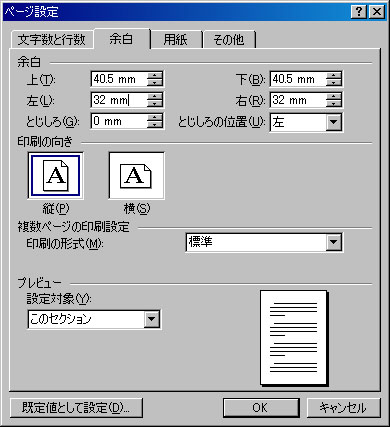 ページ設定
文字数と行数 余白 用紙 その他
余白
上(T): 40.5 mm 下(B): 40.5 mm
左(L): 32 mm 右(R): 32 mm
とじしろ(G): 0 mm とじしろの位置(U): 左
印刷の向き
A A
縦(P) 横(S)
複数ページの印刷設定
印刷の形式(M): 標準
プレビュー
設定対象(Y):
このセクション
既定値として設定(D)... OK キャンセル